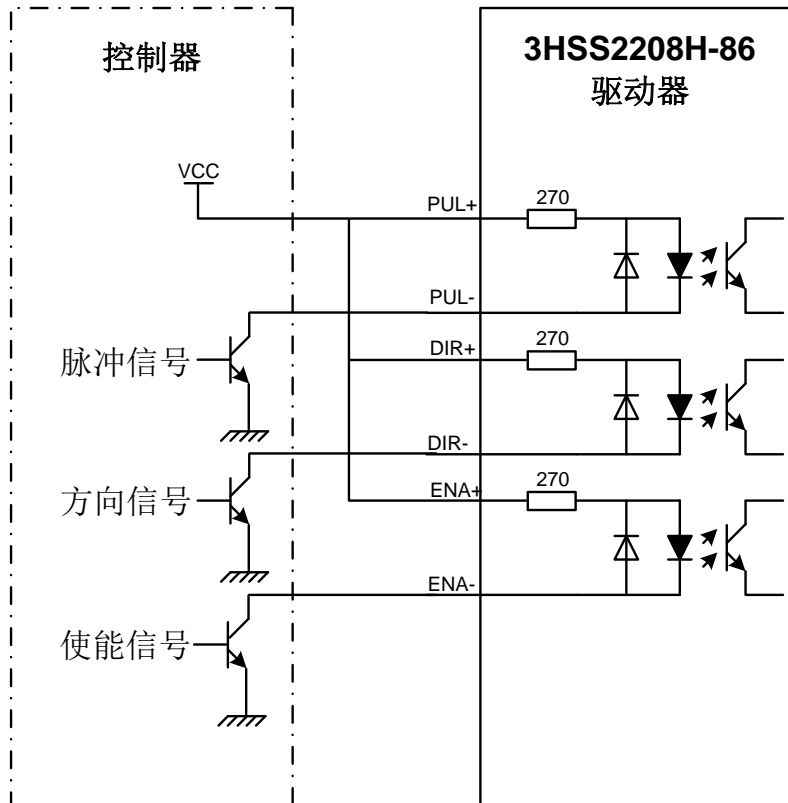 控制器
3HSS2208H-86
驱动器
VCC
PUL+
270
PUL-
脉冲信号
DIR+
270
DIR-
方向信号
ENA+
270
ENA-
使能信号